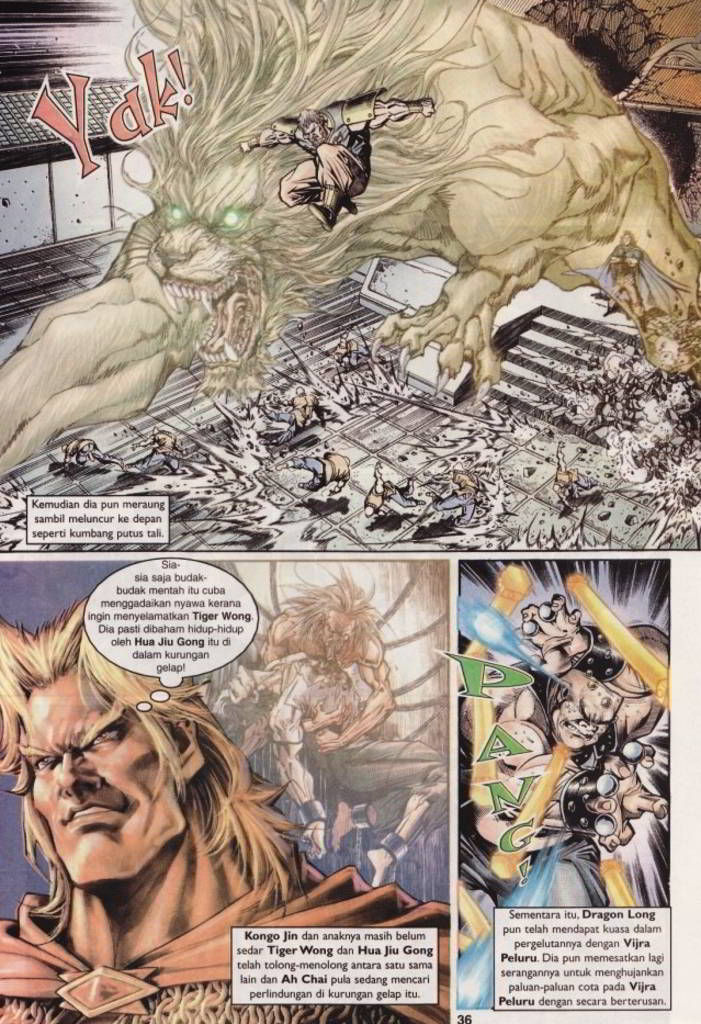 Yak!
Kemudian dia pun meraung
sambil meluncur ke depan
seperti kumbang putus tali.
Sia-
sia saja budak-
budak mentah itu cuba
menggadaikan nyawa kerana
ingin menyelamatkan Tiger Wong.
Dia pasti dibaham hidup-hidup
oleh Hua Jiu Gong itu di
dalam kurungan
gelap!
Kongo Jin dan anaknya masih belum
sedar Tiger Wong dan Hua Jiu Gong
telah tolong-menolong antara satu sama
lain dan Ah Chai pula sedang mencari
perlindungan di kurungan gelap itu.
PANG!
Sementara itu, Dragon Long
pun telah mendapat kuasa dalam
pergelutannya dengan Vijra
Peluru. Dia pun memesatkan lagi
serangannya untuk menghujankan
paluan-paluan cota pada Vijra
Peluru dengan secara berterusan.
36